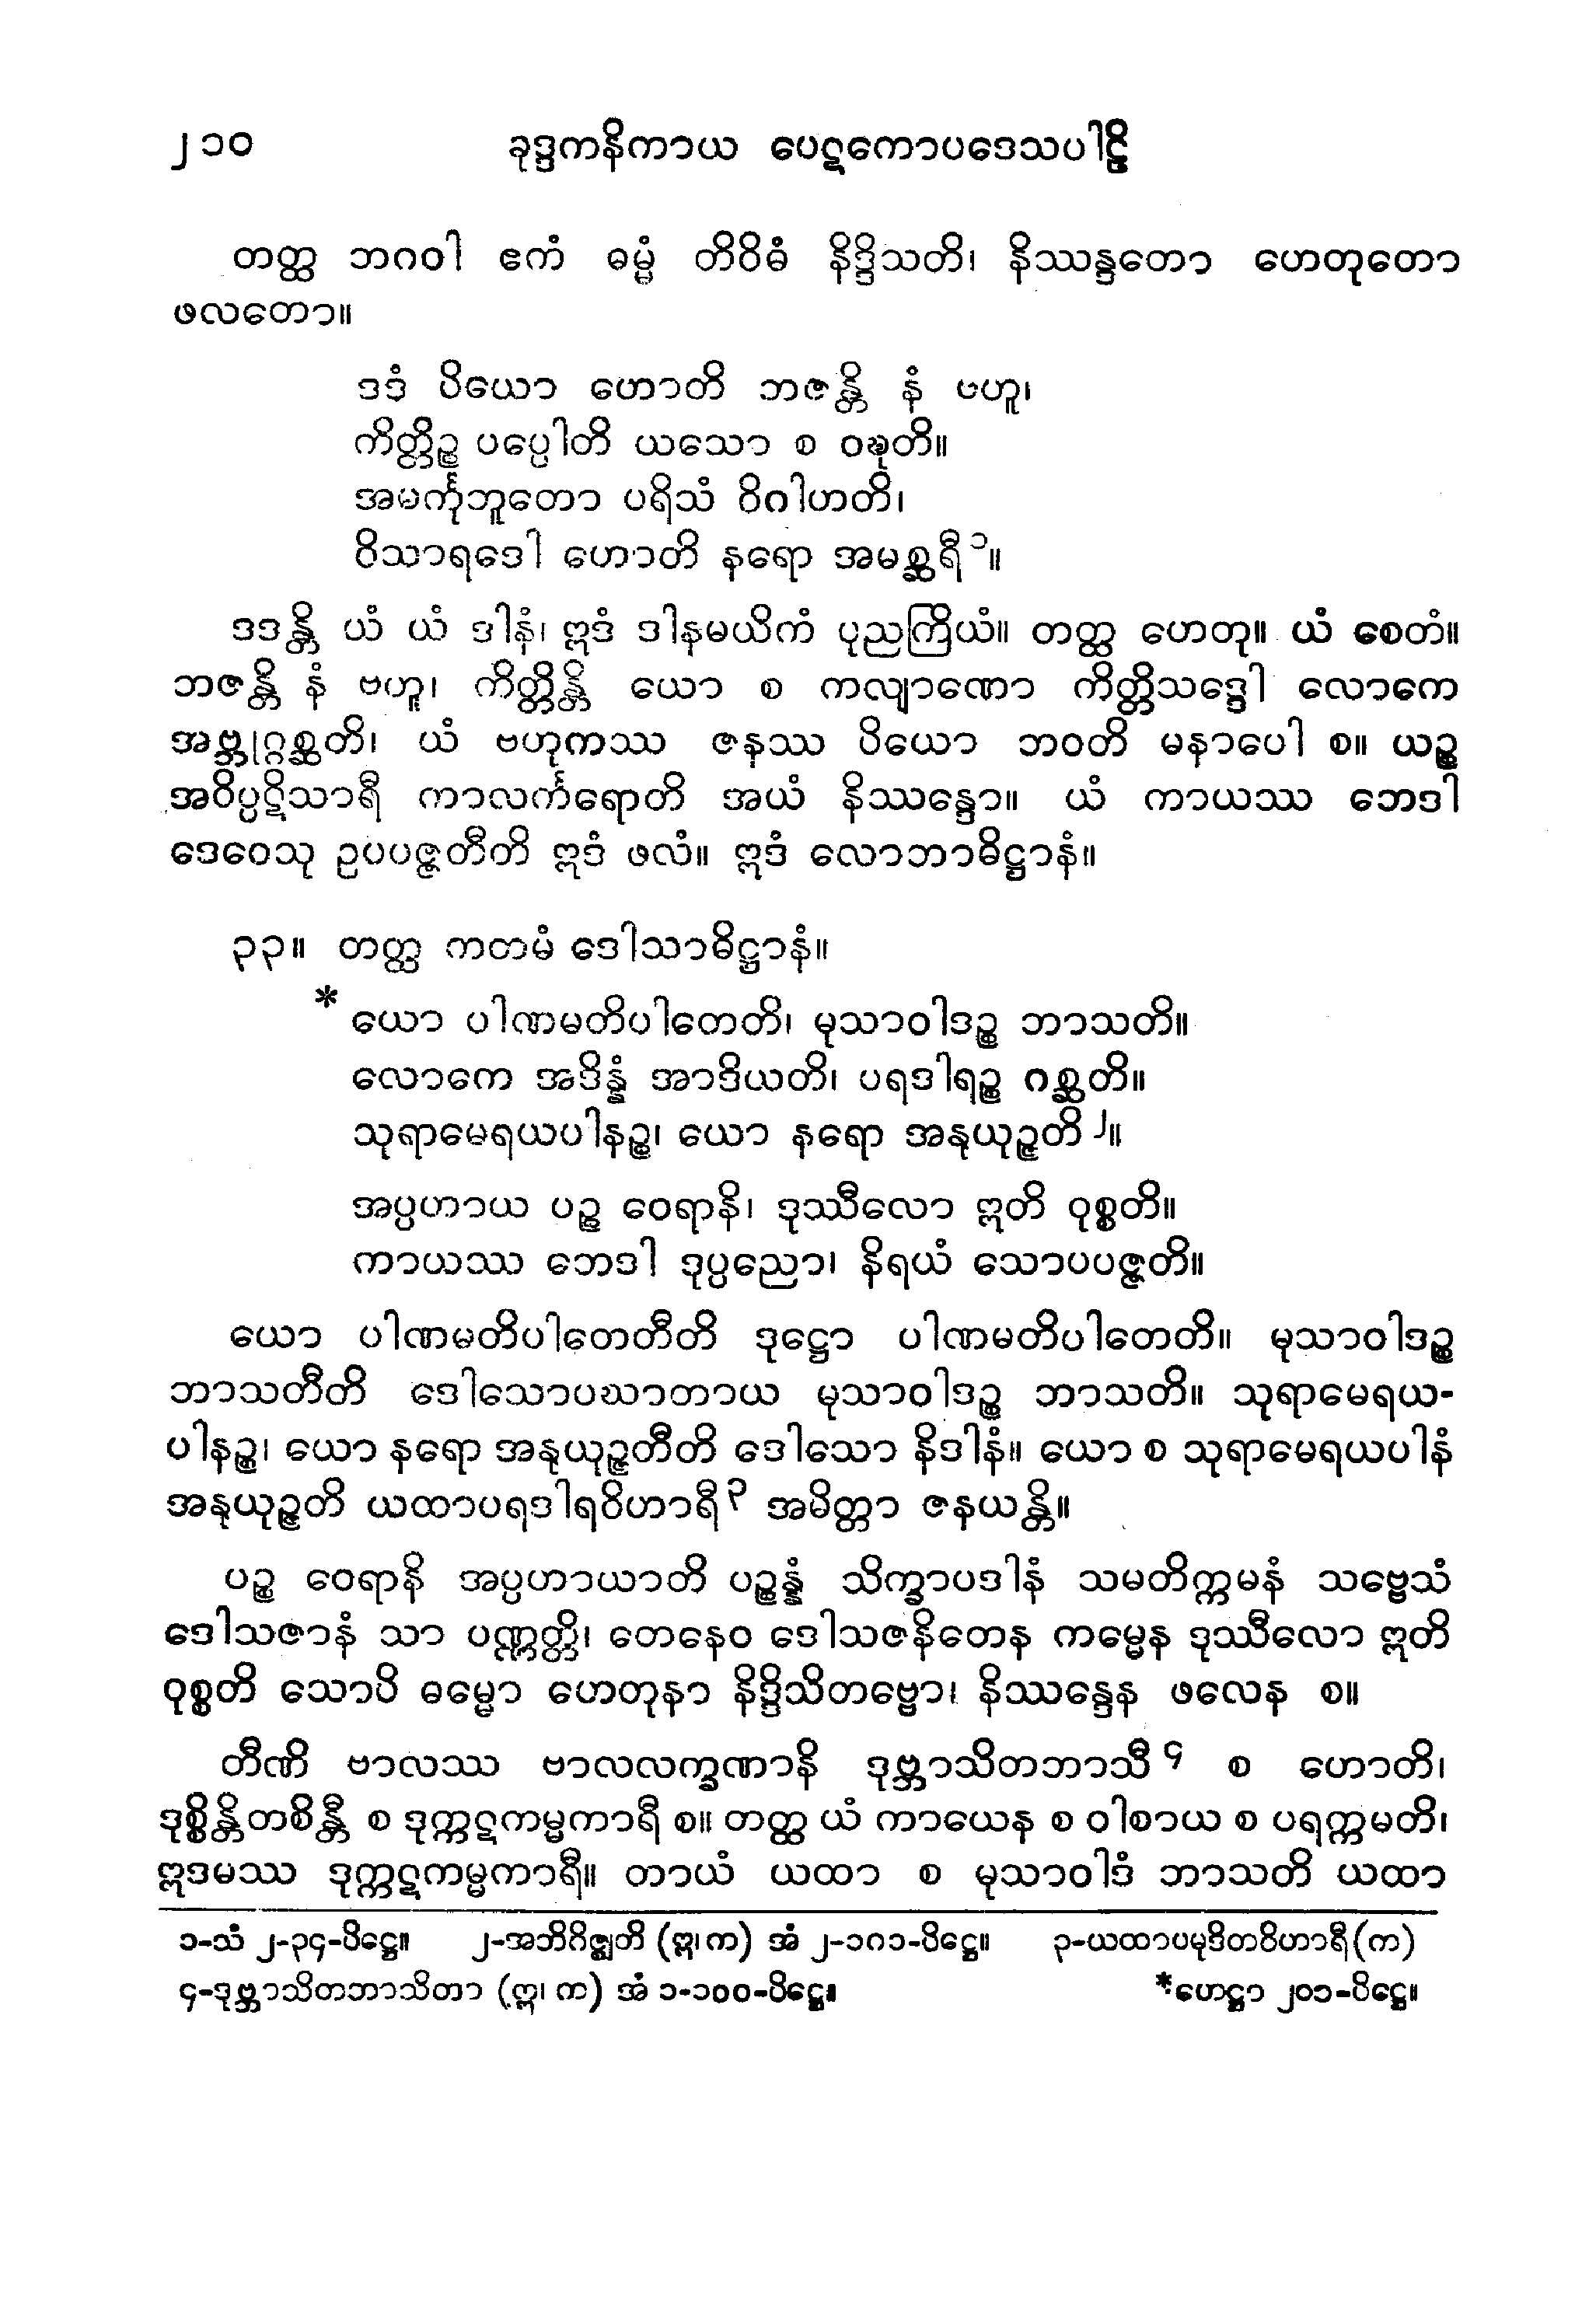 ၂၁၀ ခုဒ္ဒကနိကာယ ပေဋကောပဒေသပါဠိ
တတ္ထ ဘဂဝါ ဧကံ ဓမ္မံ တိဝိဓံ နိဒ္ဒိသတိ၊ နိဿန္ဒတော ဟေတုတော
ဖလတော။
ဒဒံ ပိယော ဟောတိ ဘဇန္တိ နံ ဗဟူ၊
ကိတ္တိဉ္စ ပပ္ပေါတိ ယသော စ ဝဍ္ဎတိ။
အမင်္ကုဘူတော ပရိသံ ဝိဂါဟတိ၊
ဝိသာရဒေါ ဟောတိ နရော အမစ္ဆရီ ၁။
ဒဒန္တိ ယံ ယံ ဒါနံ၊ ဣဒံ ဒါနမယိကံ ပုညကြိယံ။ တတ္ထ ဟေတု။ ယံ စေတံ။
ဘဇန္တိ နံ ဗဟူ၊ ကိတ္တိန္တိ ယော စ ကလျာဏော ကိတ္တိသဒ္ဒေါ လောကေ
အဗ္ဘုဂ္ဂစ္ဆတိ၊ ယံ ဗဟုကဿ ဇနဿ ပိယော ဘဝတိ မနာပေါ စ။ ယဉ္စ
အဝိပ္ပဋိသာရီ ကာလင်္ကရောတိ အယံ နိဿန္ဒော။ ယံ ကာယဿ ဘေဒါ
ဒေဝေသု ဥပပဇ္ဇတီတိ ဣဒံ ဖလံ။ ဣဒံ လောဘာဓိဋ္ဌာနံ။
၃၃။ တတ္ထ ကတမံ ဒေါသာဓိဋ္ဌာနံ။
* ယော ပါဏမတိပါတေတိ၊ မုသာဝါဒဉ္စ ဘာသတိ။
လောကေ အဒိန္နံ အာဒိယတိ၊ ပရဒါရဉ္စ ဂစ္ဆတိ။
သုရာမေရယပါနဉ္စ၊ ယော နရော အနုယုဉ္ဇတိ ၂။
အပ္ပဟာယ ပဉ္စ ဝေရာနိ၊ ဒုဿီလော ဣတိ ဝုစ္စတိ။
ကာယဿ ဘေဒါ ဒုပ္ပညော၊ နိရယံ သောပပဇ္ဇတိ။
ယော ပါဏမတိပါတေတီတိ ဒုဋ္ဌော ပါဏမတိပါတေတိ။ မုသာဝါဒဉ္စ
ဘာသတီတိ ဒေါသောပဃာတာယ မုသာဝါဒဉ္စ ဘာသတိ။ သုရာမေရယ-
ပါနဉ္စ၊ ယော နရော အနုယုဉ္ဇတီတိ ဒေါသော နိဒါနံ။ ယော စ သုရာမေရယပါနံ
အနုယုဉ္ဇတိ ယထာပရဒါရဝိဟာရီ ၃ အမိတ္တာ ဇနယန္တိ။
ပဉ္စ ဝေရာနိ အပ္ပဟာယာတိ ပဉ္စန္နံ သိက္ခာပဒါနံ သမတိက္ကမနံ သဗ္ဗေသံ
ဒေါသဇာနံ သာ ပဏ္ဏတ္တိ၊ တေနေဝ ဒေါသဇနိတေန ကမ္မေန ဒုဿီလော ဣတိ
ဝုစ္စတိ သောပိ ဓမ္မော ဟေတုနာ နိဒ္ဒိသိတဗ္ဗော၊ နိဿန္ဒေန ဖလေန စ။
တီဏိ ဗာလဿ ဗာလလက္ခဏာနိ ဒုဗ္ဘာသိတဘာသီ ၄ စ ဟောတိ၊
ဒုစ္စိန္တိတစိန္တီ စ ဒုက္ကဋကမ္မကာရီ စ။ တတ္ထ ယံ ကာယေန စ ဝါစာယ စ ပရက္ကမတိ၊
ဣဒမဿ ဒုက္ကဋကမ္မကာရီ။ တာယံ ယထာ စ မုသာဝါဒံ ဘာသတိ ယထာ
၁-သံ ၂-၃၄-ပိဋ္ဌေ။ ၂-အဘိဂိဇ္ဈတိ (ဣ၊ က) အံ ၂-၁၈၁-ပိဋ္ဌေ။ ၃-ယထာပမုဒိတဝိဟာရီ (က)
၄-ဒုဗ္ဘာသိတဘာသိတာ (ဣ၊ က) အံ ၁-၁၀၀-ပိဋ္ဌေ။ *ဟေဋ္ဌာ ၂၀၁-ပိဋ္ဌေ။